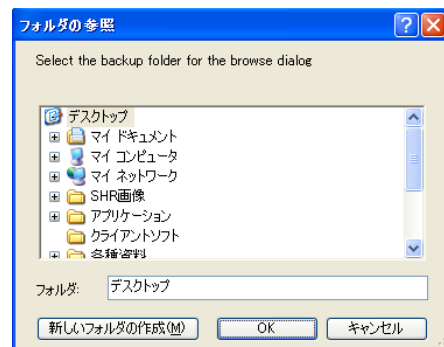 フォルダの参照
Select the backup folder for the browse dialog
デスクトップ
マイ ドキュメント
マイ コンピュータ
マイ ネットワーク
SHR画像
アプリケーション
クライアントソフト
各種資料
フォルダ: デスクトップ
新しいフォルダの作成(M) OK キャンセル